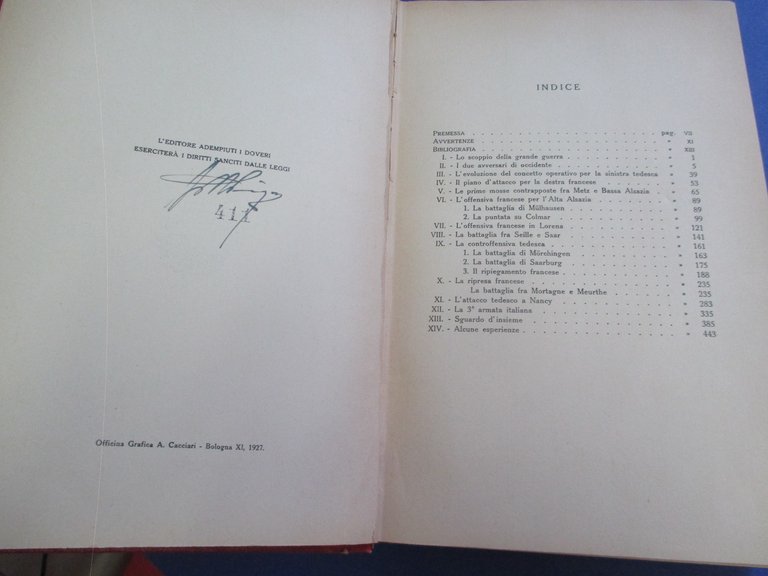 L'EDITORE ADEMPIUTI I DOVERI
ESERCITERÀ I DIRITTI SANCITI DALLE LEGGI
411
Officina Grafica A. Cacciari - Bologna XI, 1927.
INDICE
PREMESSA . . . . . . . . . . pag. VII
AVVERTENZE . . . . . . . . . . » XI
BIBLIOGRAFIA . . . . . . . . . . » XIII
I. - Lo scoppio della grande guerra . . . . . . » 1
II. - I due avversari di occidente . . . . . . » 5
III. - L'evoluzione del concetto operativo per la sinistra tedesca » 39
IV. - Il piano d'attacco per la destra francese . . . . » 53
V. - Le prime mosse contrapposte fra Metz e Bassa Alsazia . » 65
VI. - L'offensiva francese per l'Alta Alsazia . . . . » 89
1. La battaglia di Mülhausen . . . . . . » 89
2. La puntata su Colmar . . . . . . » 99
VII. - L'offensiva francese in Lorena . . . . . . » 121
VIII. - La battaglia fra Seille e Saar . . . . . . » 141
IX. - La controffensiva tedesca . . . . . . » 161
1. La battaglia di Mörchingen . . . . . . » 163
2. La battaglia di Saarburg . . . . . . » 175
3. Il ripiegamento francese . . . . . . » 188
X. - La ripresa francese . . . . . . » 235
La battaglia fra Mortagne e Meurthe . . . . » 235
XI. - L'attacco tedesco a Nancy . . . . . . » 283
XII. - La 3ª armata italiana . . . . . . » 335
XIII. - Sguardo d'insieme . . . . . . » 385
XIV. - Alcune esperienze . . . . . . » 443